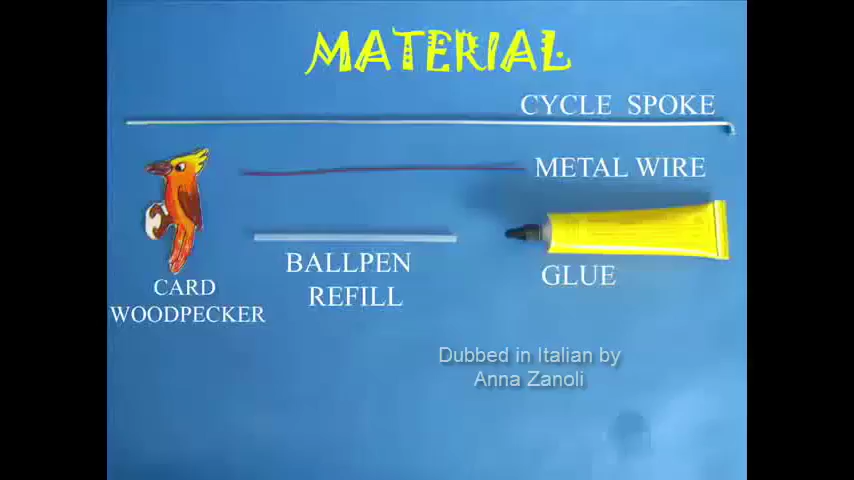 MATERIAL
CYCLE SPOKE
METAL WIRE
BALLPEN
REFILL
GLUE
CARD
WOODPECKER
Dubbed in Italian by
Anna Zanoli